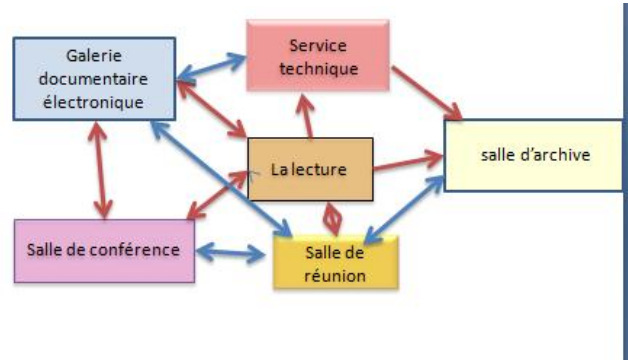 Galerie
documentaire
électronique
Service
technique
La lecture
salle d’archive
Salle de conférence
Salle de
réunion